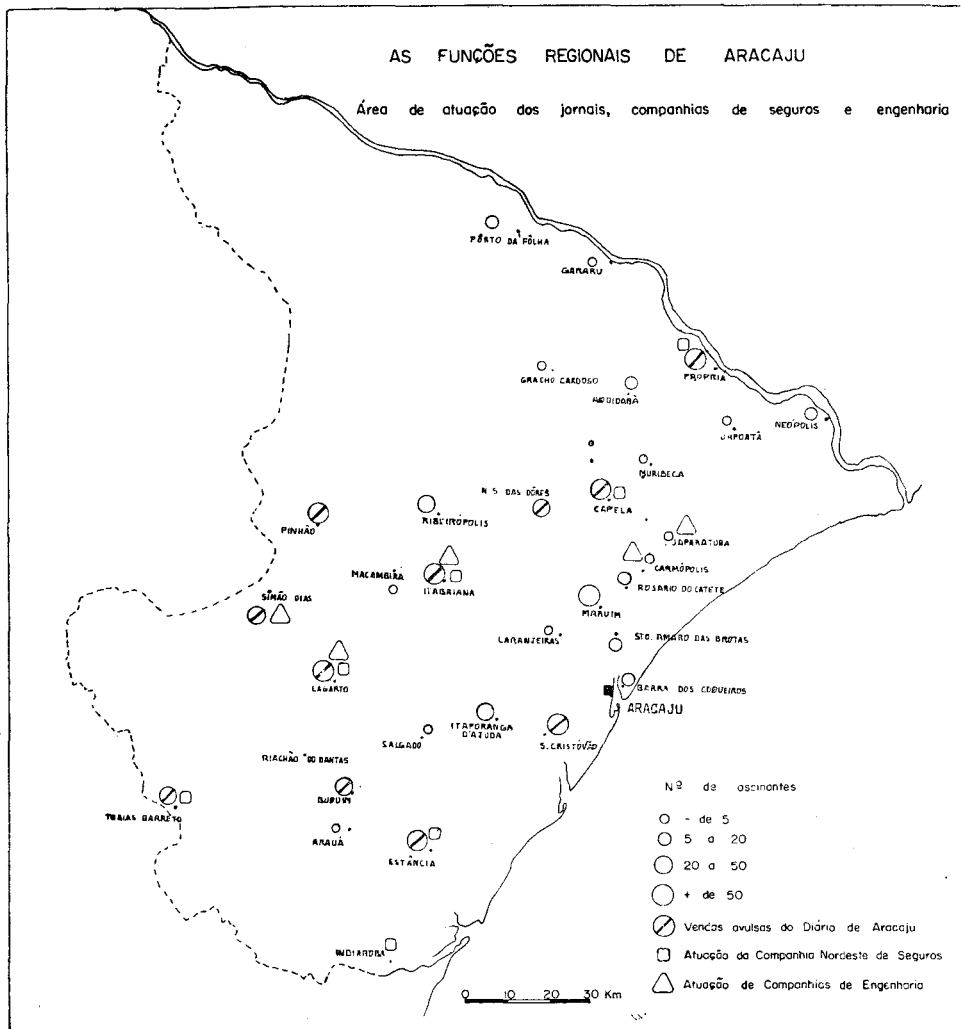 AS FUNÇÕES REGIONAIS DE ARACAJU
Área de atuação dos jornais, companhias de seguros e engenharia
PÔRTO DA FÔLHA
GARARU
PROPRIA
GRACHO CARDOSO
AQUIDABÃ
JAPOATÃ
NEÓPOLIS
MURIBECA
N. S. DAS DÔRES
CAPELA
RIBEIRÓPOLIS
PINHÃO
JAPARATUBA
CARMÓPOLIS
MACAMBIRA
ITABAIANA
ROSARIO DO CATETE
SIMÃO DIAS
MARUIM
LARANJEIRAS
STO. AMARO DAS BROTAS
LAGARTO
BARRA DOS COQUEIROS
ARACAJU
ITAPORANGA
D'AJUDA
S. CRISTÓVÃO
SALGADO
RIACHÃO DO DANTAS
BUQUIM
TOBIAS BARRETO
ARAUÁ
ESTÂNCIA
INDIAROBA
Nº de assinantes
- de 5
5 a 20
20 a 50
+ de 50
Vendas avulsas do Diário de Aracaju
Atuação da Companhia Nordeste de Seguros
Atuação de Companhias de Engenharia
0 10 20 30 Km